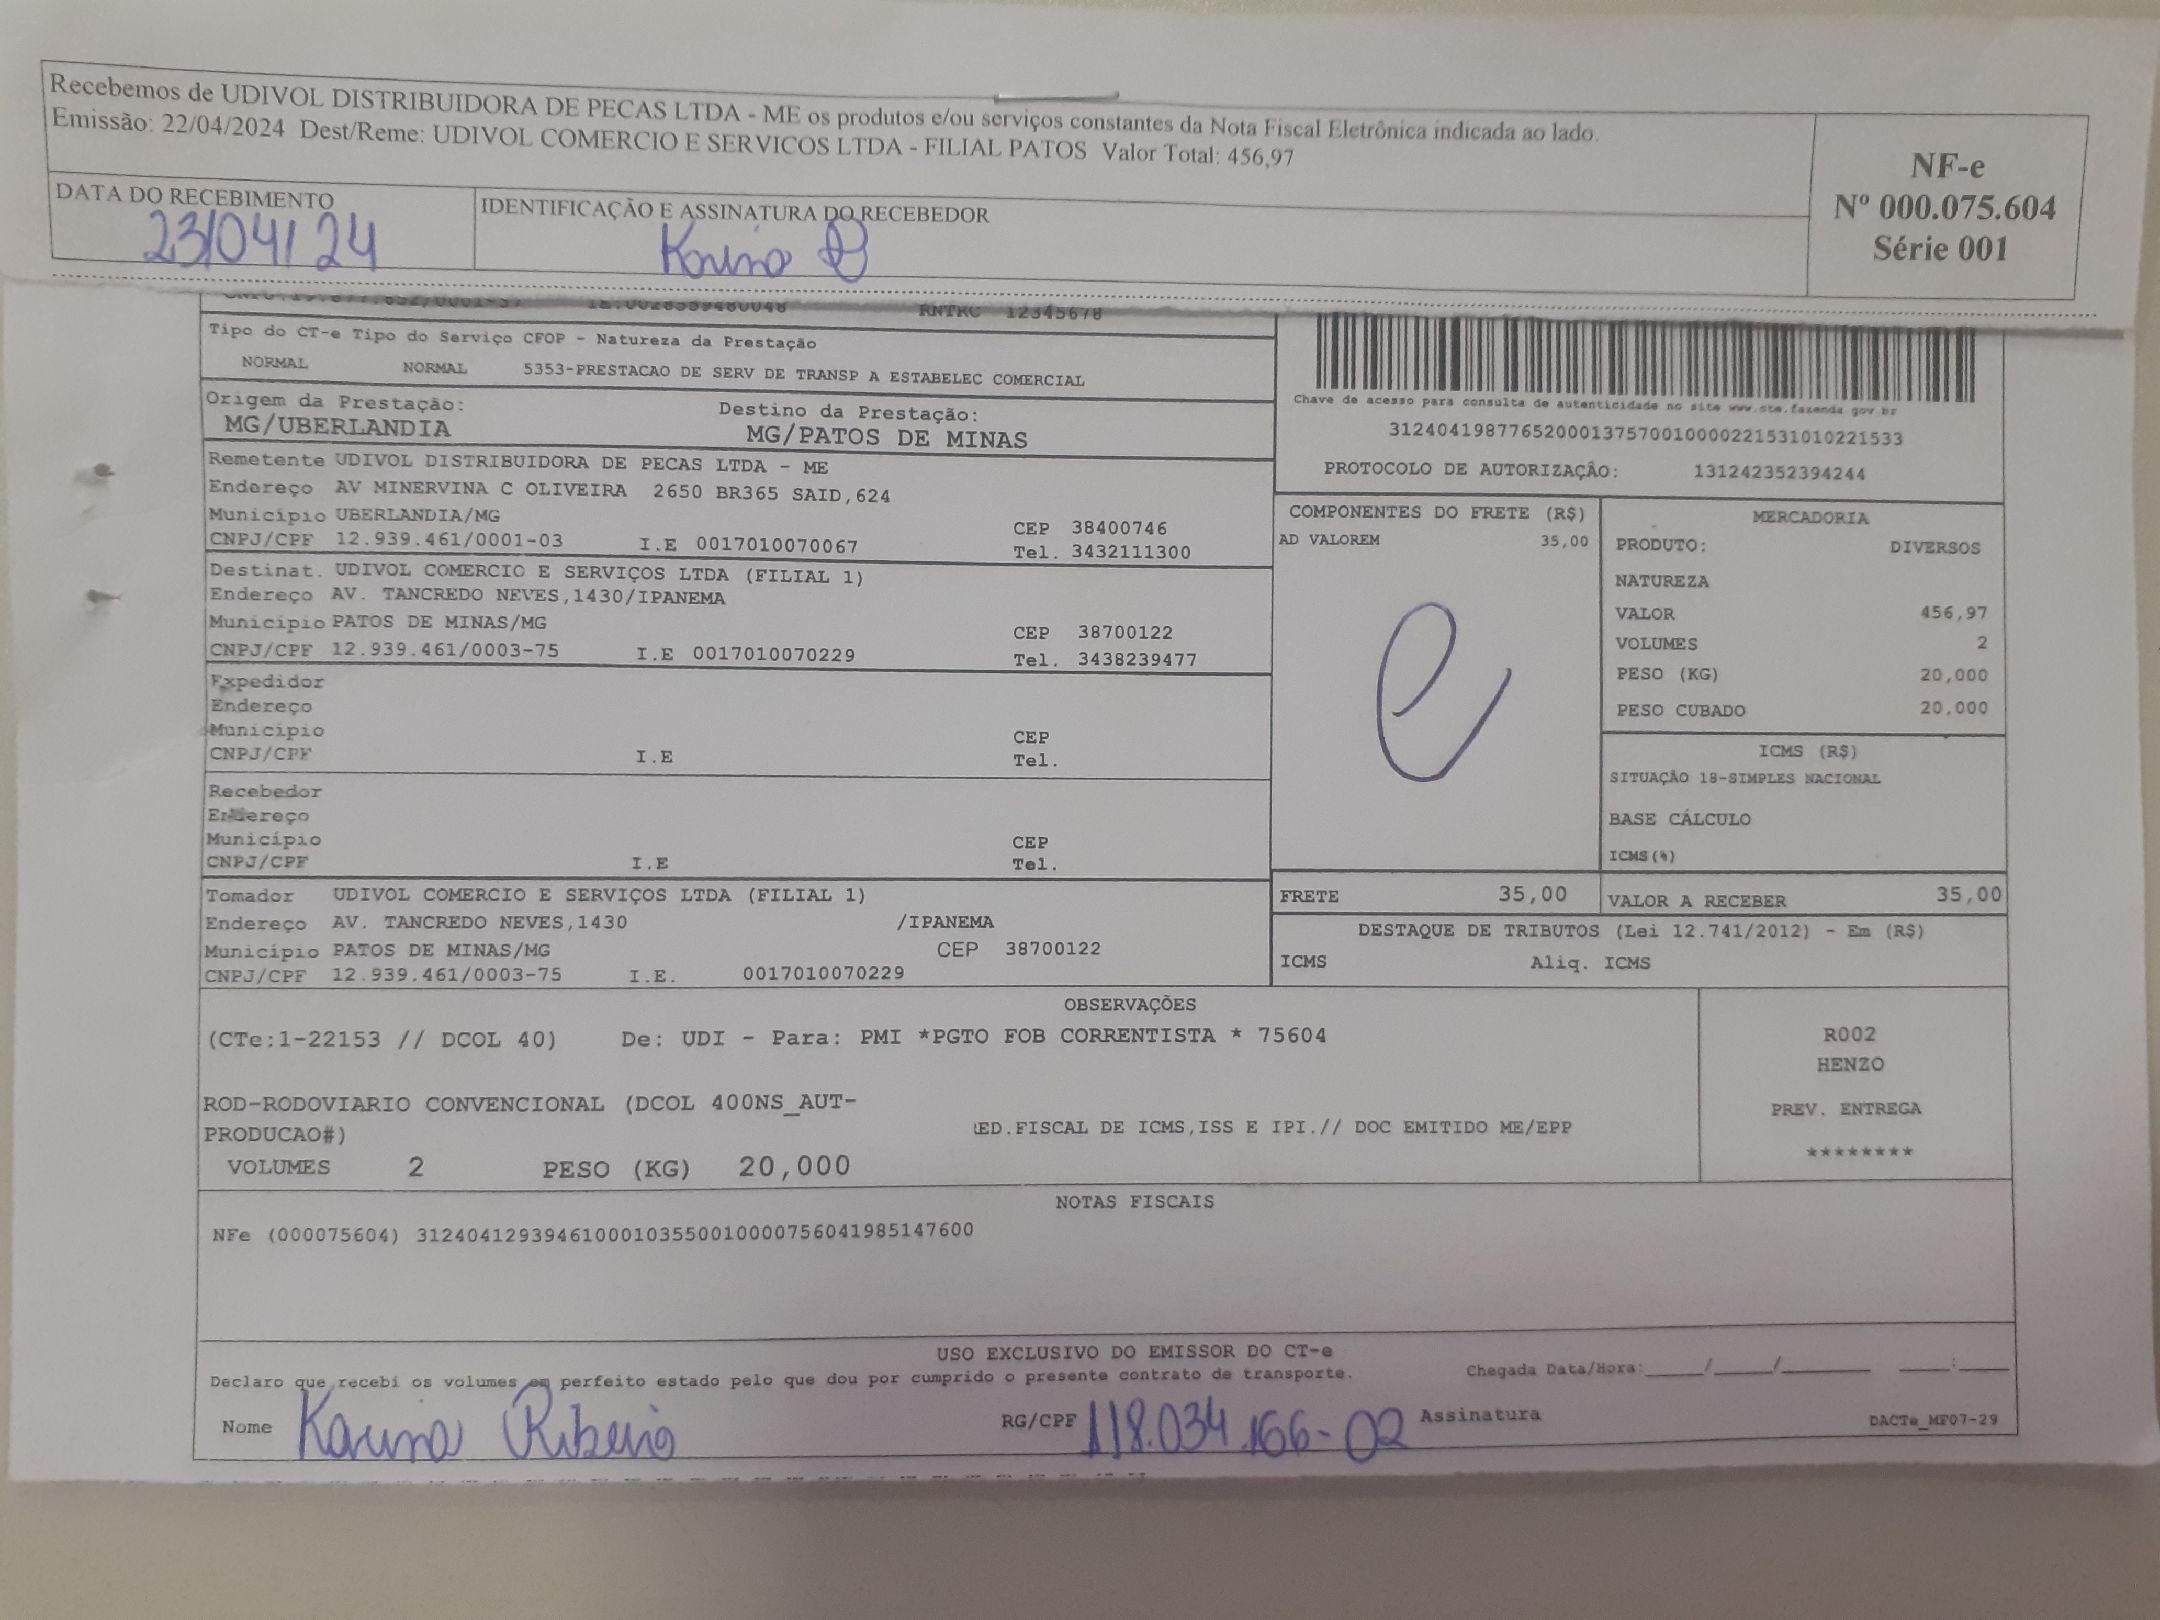 Recebemos de UDIVOL DISTRIBUIDORA DE PECAS LTDA - ME os produtos e/ou serviços constantes da Nota Fiscal Eletrônica indicada ao lado.
Emissão: 22/04/2024 Dest/Reme: UDIVOL COMERCIO E SERVICOS LTDA - FILIAL PATOS Valor Total: 456,97
NF-e
Nº 000.075.604
Série 001
DATA DO RECEBIMENTO
23/04/24
IDENTIFICAÇÃO E ASSINATURA DO RECEBEDOR
Karina
RNTRC 12345678
Tipo do CT-e Tipo do Serviço CFOP - Natureza da Prestação
NORMAL NORMAL 5353-PRESTACAO DE SERV DE TRANSP A ESTABELEC COMERCIAL
Origem da Prestação: Destino da Prestação:
MG/UBERLANDIA MG/PATOS DE MINAS
Chave de acesso para consulta de autenticidade no site www.cte.fazenda gov.br
31240419877652000137570010000221531010221533
PROTOCOLO DE AUTORIZAÇÃO: 131242352394244
Remetente UDIVOL DISTRIBUIDORA DE PECAS LTDA - ME
Endereço AV MINERVINA C OLIVEIRA 2650 BR365 SAID,624
Município UBERLANDIA/MG CEP 38400746
CNPJ/CPF 12.939.461/0001-03 I.E 0017010070067 Tel. 3432111300
Destinat. UDIVOL COMERCIO E SERVIÇOS LTDA (FILIAL 1)
Endereço AV. TANCREDO NEVES,1430/IPANEMA
Município PATOS DE MINAS/MG CEP 38700122
CNPJ/CPF 12.939.461/0003-75 I.E 0017010070229 Tel. 3438239477
Expedidor
Endereço
Município CEP
CNPJ/CPF I.E Tel.
Recebedor
Endereço
Município CEP
CNPJ/CPF I.E Tel.
Tomador UDIVOL COMERCIO E SERVIÇOS LTDA (FILIAL 1)
Endereço AV. TANCREDO NEVES,1430 /IPANEMA
Município PATOS DE MINAS/MG CEP 38700122
CNPJ/CPF 12.939.461/0003-75 I.E. 0017010070229
COMPONENTES DO FRETE (R$)
AD VALOREM 35,00
MERCADORIA
PRODUTO: DIVERSOS
NATUREZA
VALOR 456,97
VOLUMES 2
PESO (KG) 20,000
PESO CUBADO 20,000
ICMS (R$)
SITUAÇÃO 18-SIMPLES NACIONAL
BASE CÁLCULO
ICMS(%)
FRETE 35,00 VALOR A RECEBER 35,00
DESTAQUE DE TRIBUTOS (Lei 12.741/2012) - Em (R$)
ICMS Aliq. ICMS
OBSERVAÇÕES
(CTe:1-22153 // DCOL 40) De: UDI - Para: PMI *PGTO FOB CORRENTISTA * 75604
ROD-RODOVIARIO CONVENCIONAL (DCOL 400NS_AUT-
PRODUCAO#) ED.FISCAL DE ICMS,ISS E IPI.// DOC EMITIDO ME/EPP
VOLUMES 2 PESO (KG) 20,000
R002
HENZO
PREV. ENTREGA
********
NOTAS FISCAIS
NFe (000075604) 31240412939461000103550010000756041985147600
USO EXCLUSIVO DO EMISSOR DO CT-e
Declaro que recebi os volumes em perfeito estado pelo que dou por cumprido o presente contrato de transporte. Chegada Data/Hora:____/____/______ ____:____
Nome Karina Ribeiro RG/CPF 118.034.166-02 Assinatura DACTe_MF07-29